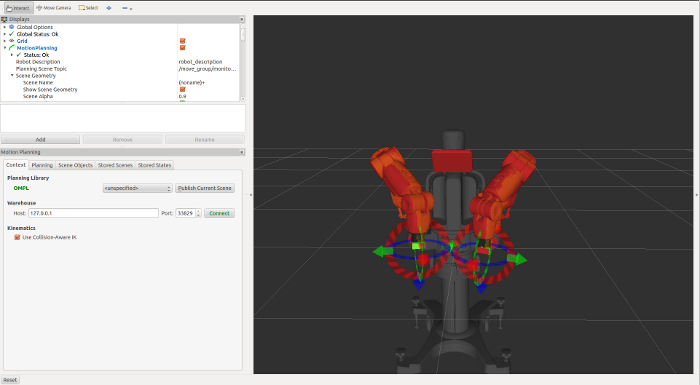 Interact Move Camera Select
Displays
Global Options
Global Status: Ok
Grid
MotionPlanning
Status: Ok
Robot Description robot_description
Planning Scene Topic /move_group/monito...
Scene Geometry
Scene Name (noname)+
Show Scene Geometry
Scene Alpha 0.9
Add Remove Rename
Motion Planning
Context Planning Scene Objects Stored Scenes Stored States
Planning Library
OMPL <unspecified> Publish Current Scene
Warehouse
Host: 127.0.0.1 Port: 33829 Connect
Kinematics
Use Collision-Aware IK
Reset